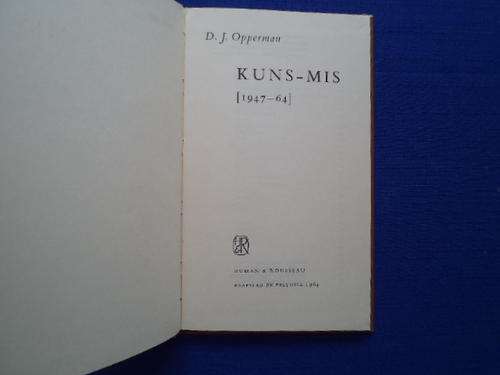 D. J. Opperman
KUNS-MIS
[1947–64]
HUMAN & ROUSSEAU
KAAPSTAD EN PRETORIA 1964